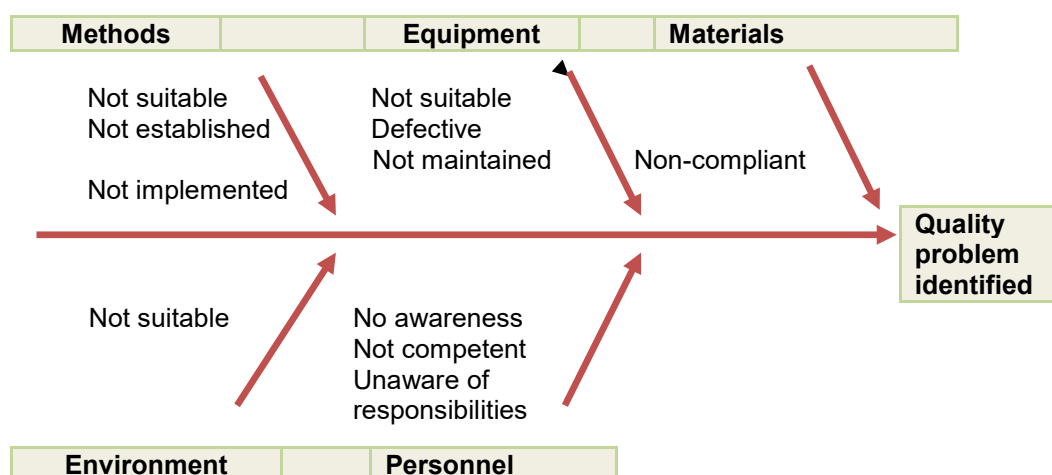 Methods
Equipment
Materials
Not suitable
Not established
Not implemented
Not suitable
Defective
Not maintained
Non-compliant
Quality
problem
identified
Not suitable
No awareness
Not competent
Unaware of
responsibilities
Environment
Personnel